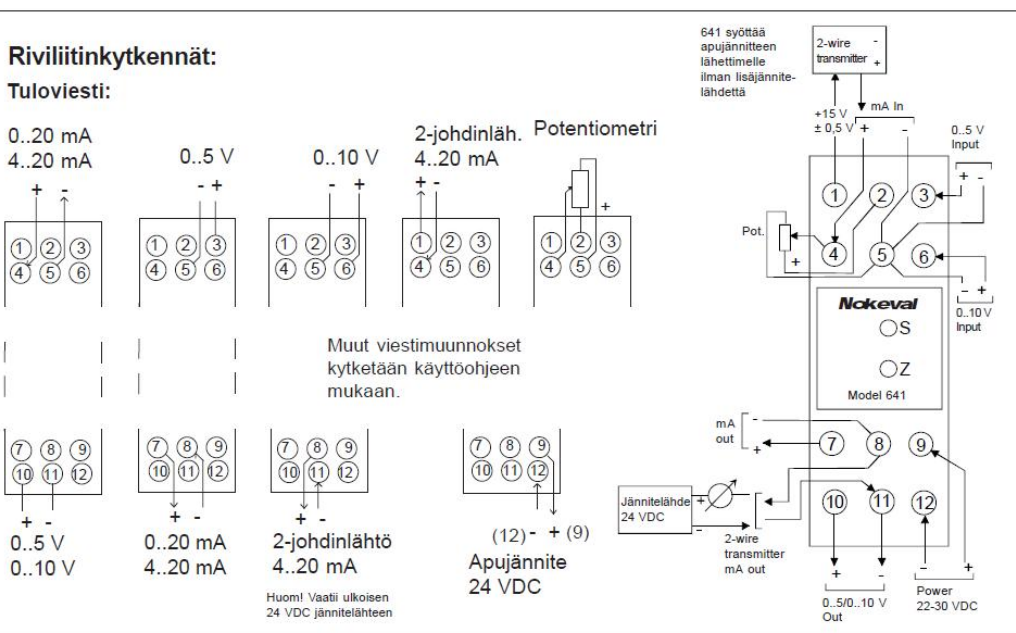 Riviliitinkytkennät:
Tuloviesti:
0..20 mA
4..20 mA
+ -
1 2 3
4 5 6
0..5 V
- +
1 2 3
4 5 6
0..10 V
- +
1 2 3
4 5 6
2-johdinläh.
4..20 mA
+ -
1 2 3
4 5 6
Potentiometri
+
1 2 3
4 5 6
Muut viestimuunnokset
kytketään käyttöohjeen
mukaan.
7 8 9
10 11 12
+ -
0..5 V
0..10 V
7 8 9
10 11 12
+ -
0..20 mA
4..20 mA
7 8 9
10 11 12
+ -
2-johdinlähtö
4..20 mA
Huom! Vaatii ulkoisen
24 VDC jännitelähteen
7 8 9
10 11 12
(12) - + (9)
Apujännite
24 VDC
641 syöttää
apujännitteen
lähettimelle
ilman lisäjännite-
lähdettä
2-wire -
transmitter +
mA In
+15 V
± 0,5 V + -
0..5 V
Input
+ -
1 2 3
Pot.
+
4 5 6
- +
0..10 V
Input
Nokeval
S
Z
Model 641
mA -
out +
7 8 9
Jännitelähde +
24 VDC -
2-wire
transmitter
mA out
10 11 12
+ -
0..5/0..10 V
Out
- +
Power
22-30 VDC